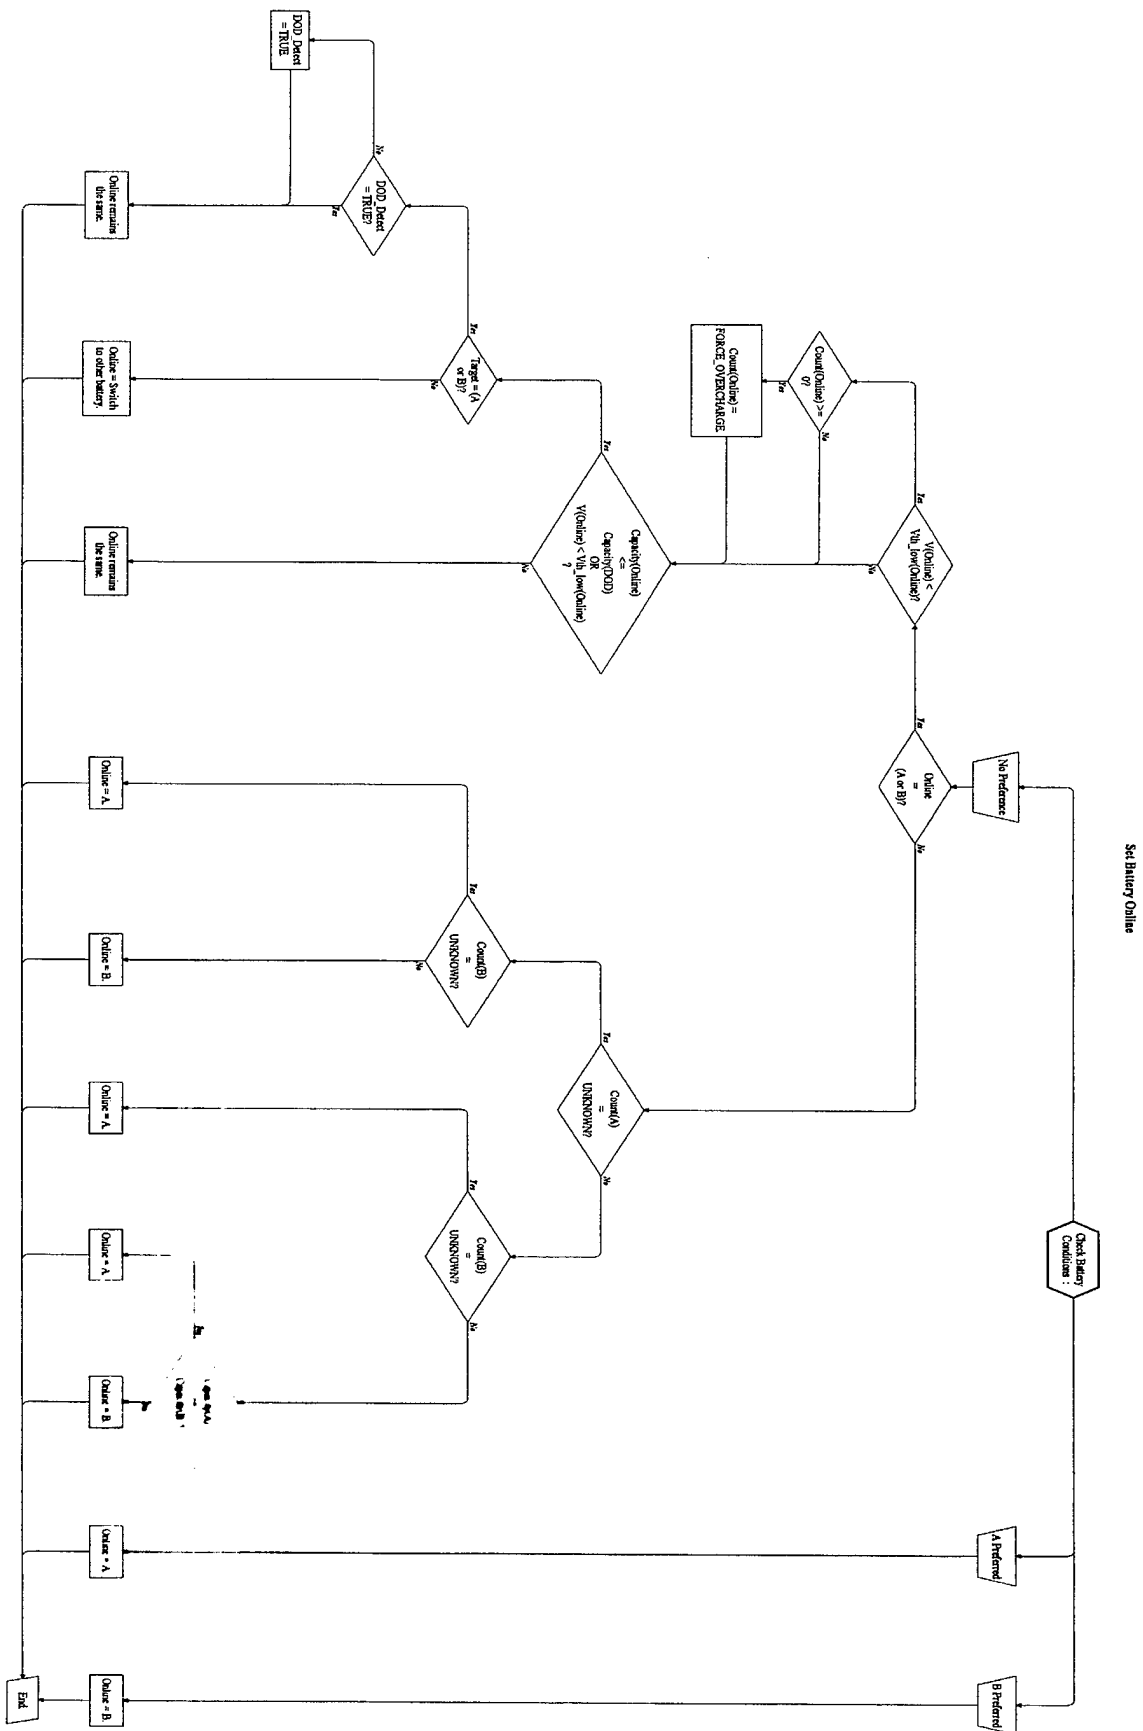 Set Battery Online
Check Battery
Conditions :
No Preference
A Preferred
B Preferred
Online
=
(A or B)?
Yes
No
V(Online) <
Vth_low(Online)?
Yes
No
Count(Online) >=
0?
Yes
No
Count(Online) =
FORCE_OVERCHARGE
Capacity(Online)
<=
Capacity(DOD)
OR
V(Online) < Vth_low(Online)
?
Yes
No
Count(A)
=
UNKNOWN?
Yes
No
Target = (A
or B)?
Yes
No
Count(B)
=
UNKNOWN?
Yes
No
Count(B)
=
UNKNOWN?
Yes
No
DOD_Detect
= TRUE?
No
Yes
DOD_Detect
= TRUE
Online remains
the same.
Online = Switch
to other battery.
Online remains
the same.
Online = A.
Online = B.
Online = A.
Online = A
Online = B.
Online = A
Online = B.
End